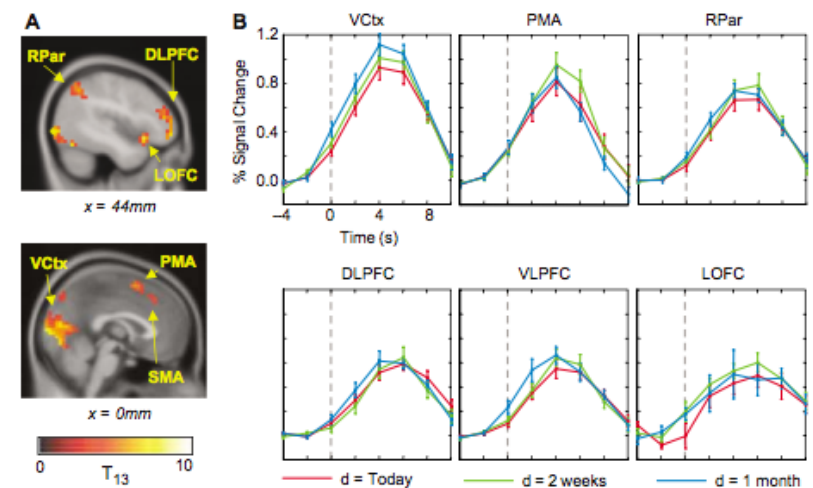 A
RPar
DLPFC
LOFC
x = 44mm
VCtx
PMA
SMA
x = 0mm
0
10
T13
B
VCtx
PMA
RPar
1.2
0.8
0.4
0.0
% Signal Change
-4
0
4
8
Time (s)
DLPFC
VLPFC
LOFC
d = Today
d = 2 weeks
d = 1 month